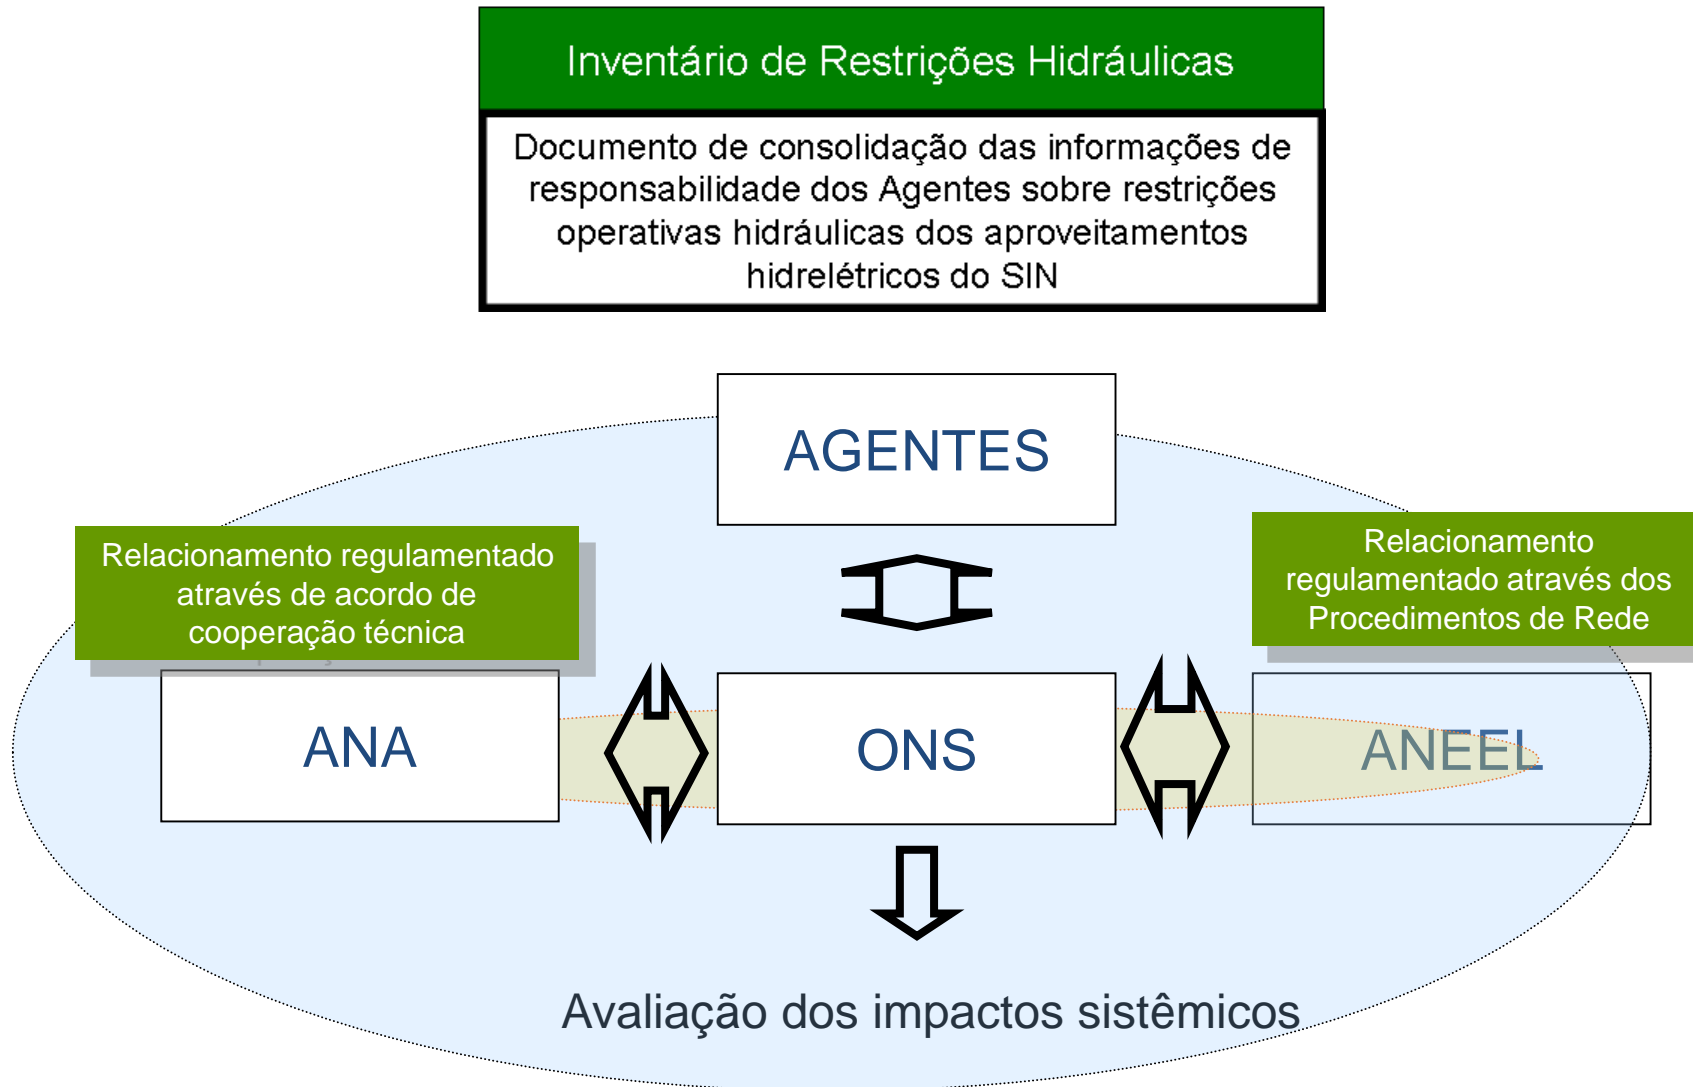 Inventário de Restrições Hidráulicas
Documento de consolidação das informações de
responsabilidade dos Agentes sobre restrições
operativas hidráulicas dos aproveitamentos
hidrelétricos do SIN
AGENTES
Relacionamento regulamentado
através de acordo de
cooperação técnica
Relacionamento
regulamentado através dos
Procedimentos de Rede
ANA
ONS
ANEEL
Avaliação dos impactos sistêmicos